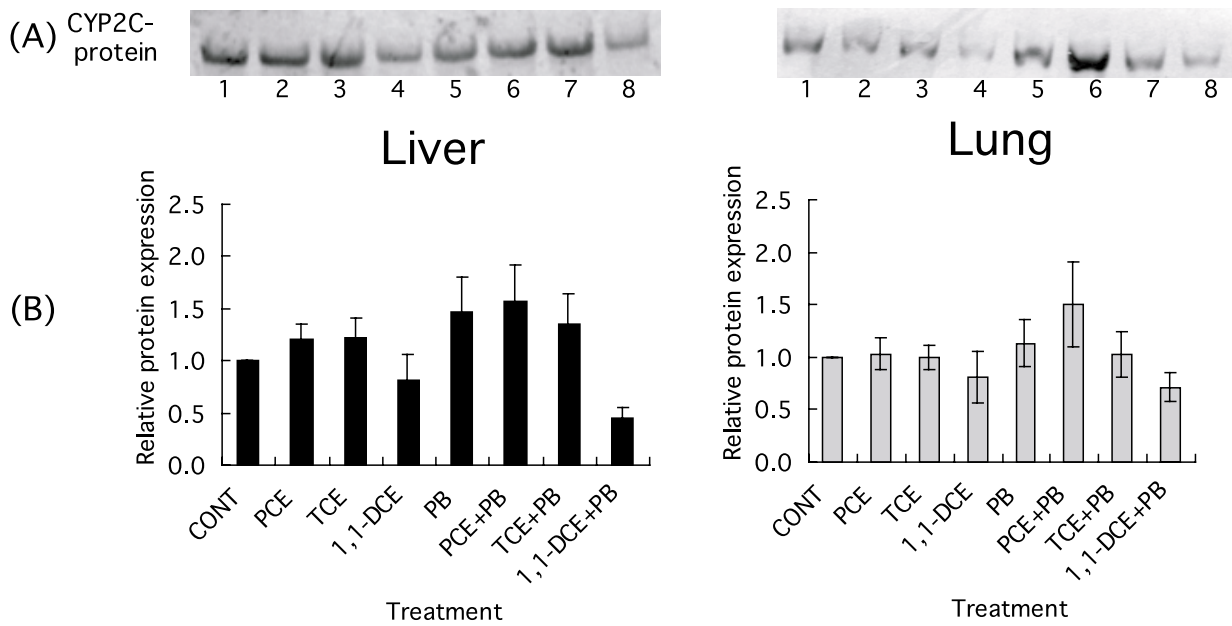 (A) CYP2C-
protein
1 2 3 4 5 6 7 8
1 2 3 4 5 6 7 8
Liver
Lung
(B)
Relative protein expression
2.5
2.0
1.5
1.0
0.5
0.0
CONT
PCE
TCE
1,1-DCE
PB
PCE+PB
TCE+PB
1,1-DCE+PB
Treatment
Relative protein expression
2.5
2.0
1.5
1.0
0.5
0.0
CONT
PCE
TCE
1,1-DCE
PB
PCE+PB
TCE+PB
1,1-DCE+PB
Treatment